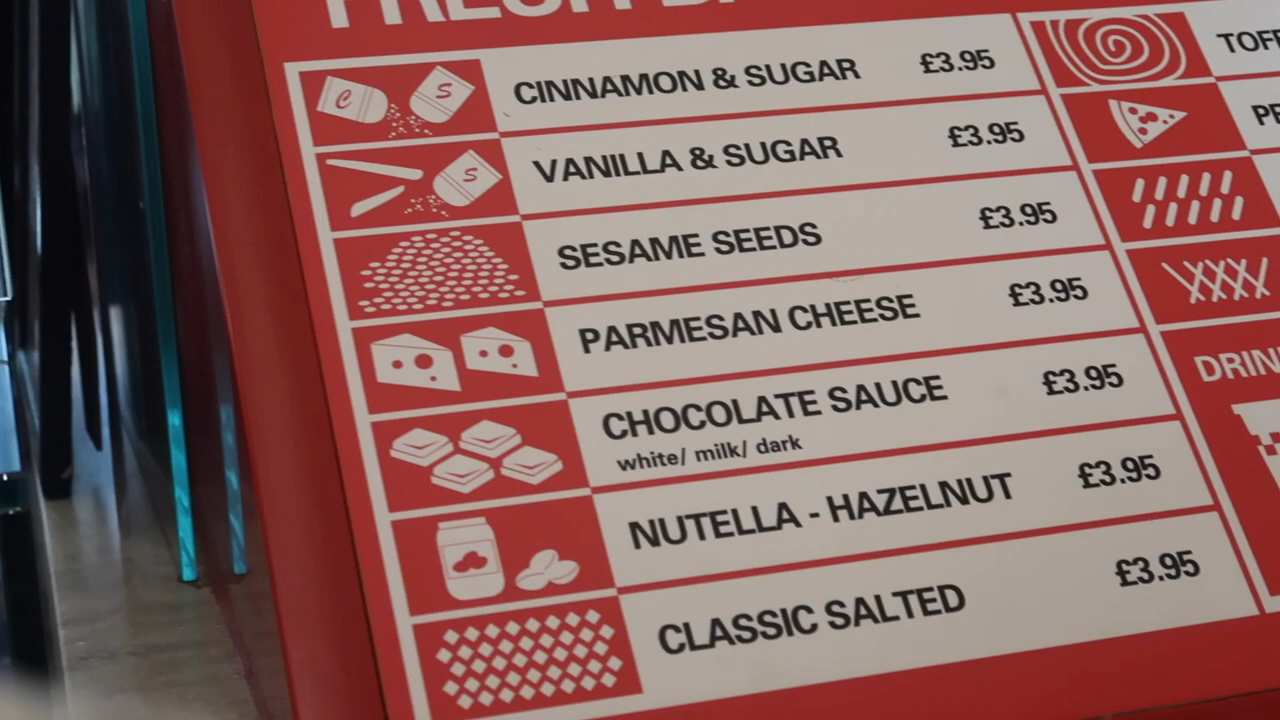 FRESH
C S
CINNAMON & SUGAR £3.95
S
VANILLA & SUGAR £3.95
SESAME SEEDS £3.95
PARMESAN CHEESE £3.95
CHOCOLATE SAUCE £3.95
white/ milk/ dark
NUTELLA - HAZELNUT £3.95
CLASSIC SALTED £3.95